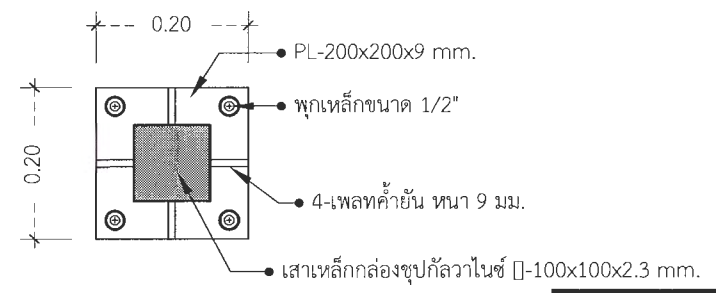 0.20
PL-200x200x9 mm.
พุกเหล็กขนาด 1/2"
0.20
4-เพลทค้ำยัน หนา 9 มม.
เสาเหล็กกล่องชุปกัลวาไนซ์ []-100x100x2.3 mm.